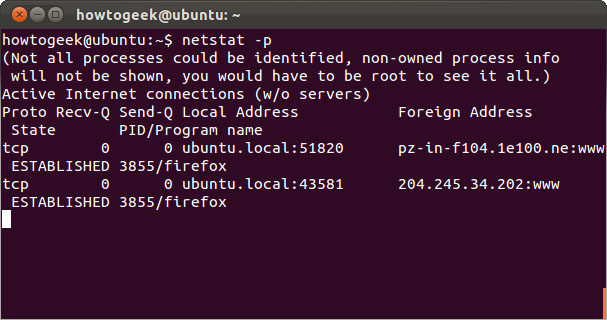 howtogeek@ubuntu: ~
howtogeek@ubuntu:~$ netstat -p
(Not all processes could be identified, non-owned process info
will not be shown, you would have to be root to see it all.)
Active Internet connections (w/o servers)
Proto Recv-Q Send-Q Local Address Foreign Address
State PID/Program name
tcp 0 0 ubuntu.local:51820 pz-in-f104.1e100.ne:www
ESTABLISHED 3855/firefox
tcp 0 0 ubuntu.local:43581 204.245.34.202:www
ESTABLISHED 3855/firefox